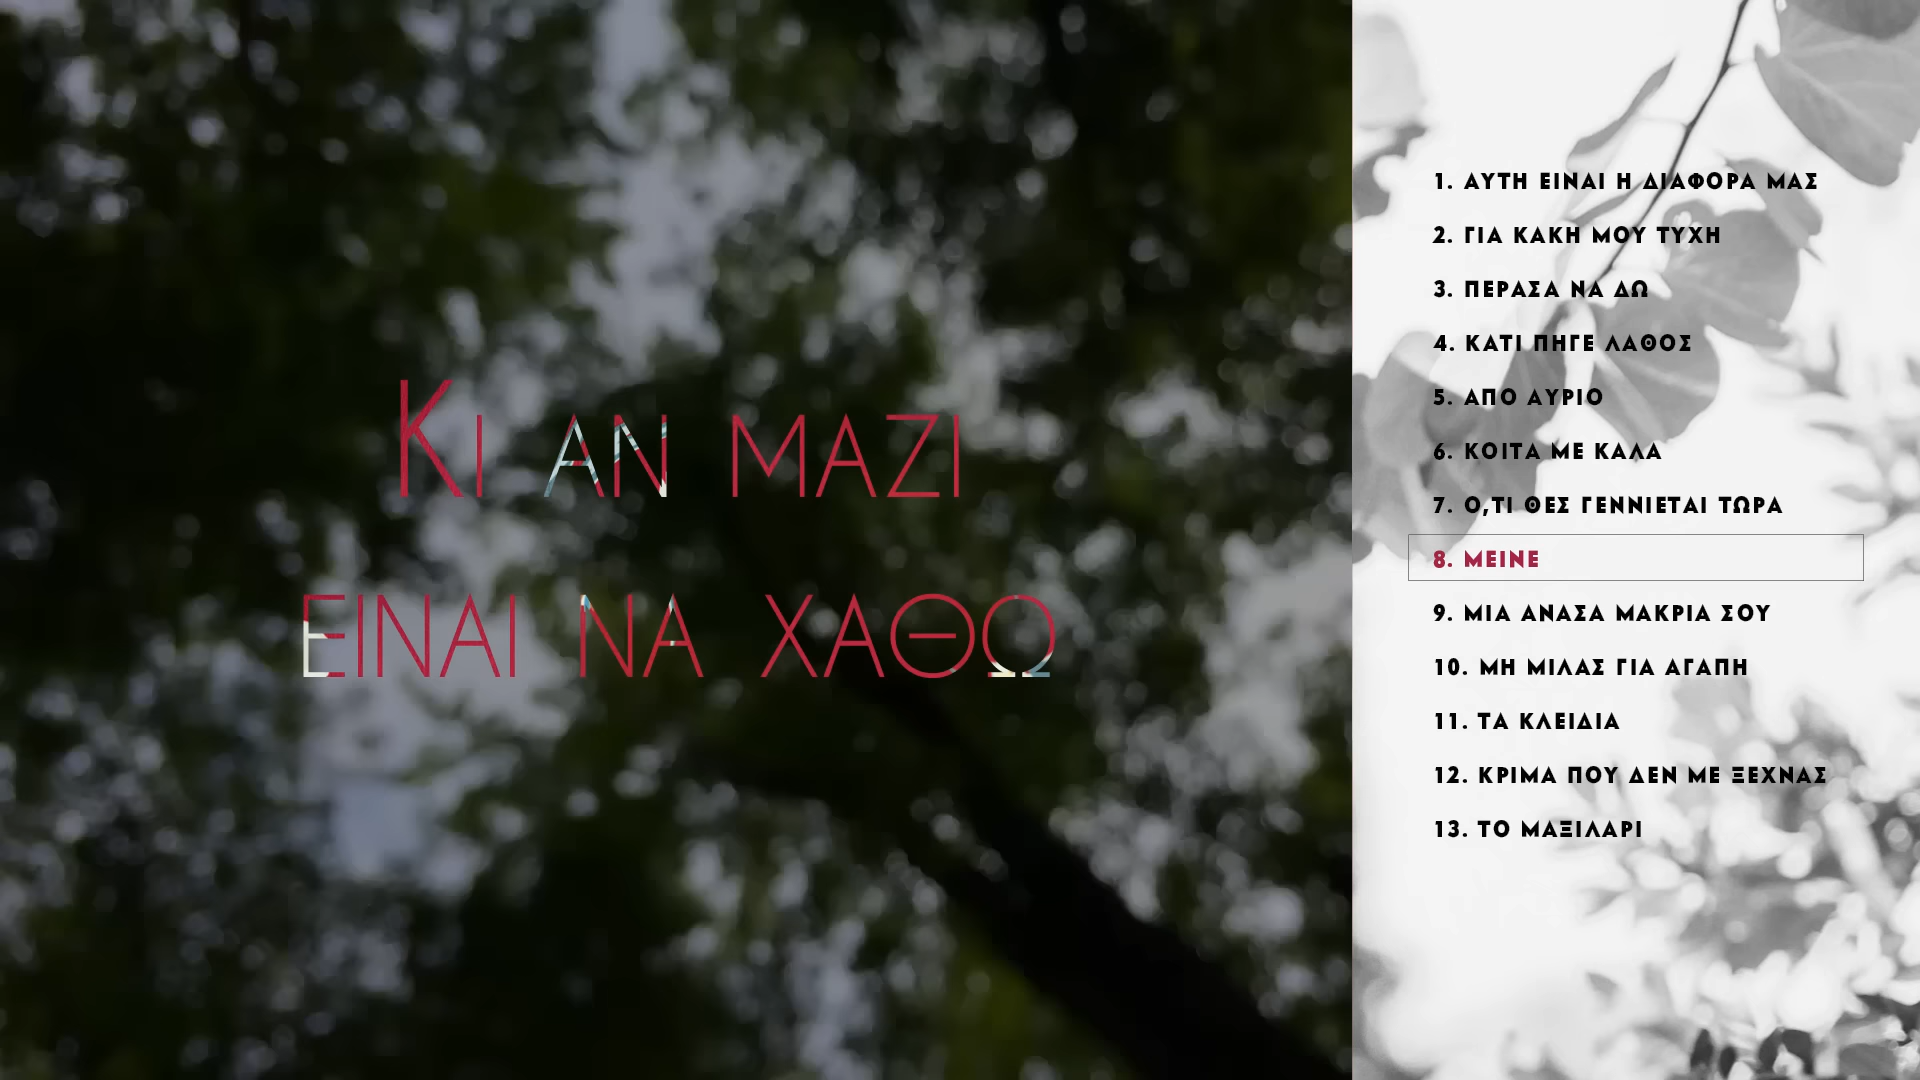 Κι αν μαζι
ειναι να χαθω
1. ΑΥΤΗ ΕΙΝΑΙ Η ΔΙΑΦΟΡΑ ΜΑΣ
2. ΓΙΑ ΚΑΚΗ ΜΟΥ ΤΥΧΗ
3. ΠΕΡΑΣΑ ΝΑ ΔΩ
4. ΚΑΤΙ ΠΗΓΕ ΛΑΘΟΣ
5. ΑΠΟ ΑΥΡΙΟ
6. ΚΟΙΤΑ ΜΕ ΚΑΛΑ
7. Ο,ΤΙ ΘΕΣ ΓΕΝΝΙΕΤΑΙ ΤΩΡΑ
8. ΜΕΙΝΕ
9. ΜΙΑ ΑΝΑΣΑ ΜΑΚΡΙΑ ΣΟΥ
10. ΜΗ ΜΙΛΑΣ ΓΙΑ ΑΓΑΠΗ
11. ΤΑ ΚΛΕΙΔΙΑ
12. ΚΡΙΜΑ ΠΟΥ ΔΕΝ ΜΕ ΞΕΧΝΑΣ
13. ΤΟ ΜΑΞΙΛΑΡΙ